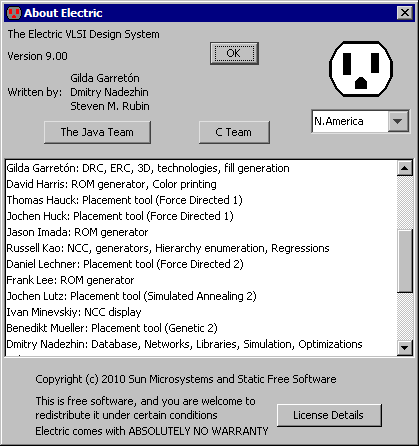 About Electric
The Electric VLSI Design System
Version 9.00
OK
Written by:
Gilda Garretón
Dmitry Nadezhin
Steven M. Rubin
N.America
The Java Team
C Team
Gilda Garretón: DRC, ERC, 3D, technologies, fill generation
David Harris: ROM generator, Color printing
Thomas Hauck: Placement tool (Force Directed 1)
Jochen Huck: Placement tool (Force Directed 1)
Jason Imada: ROM generator
Russell Kao: NCC, generators, Hierarchy enumeration, Regressions
Daniel Lechner: Placement tool (Force Directed 2)
Frank Lee: ROM generator
Jochen Lutz: Placement tool (Simulated Annealing 2)
Ivan Minevskiy: NCC display
Benedikt Mueller: Placement tool (Genetic 2)
Dmitry Nadezhin: Database, Networks, Libraries, Simulation, Optimizations
Copyright (c) 2010 Sun Microsystems and Static Free Software
This is free software, and you are welcome to
redistribute it under certain conditions
Electric comes with ABSOLUTELY NO WARRANTY
License Details